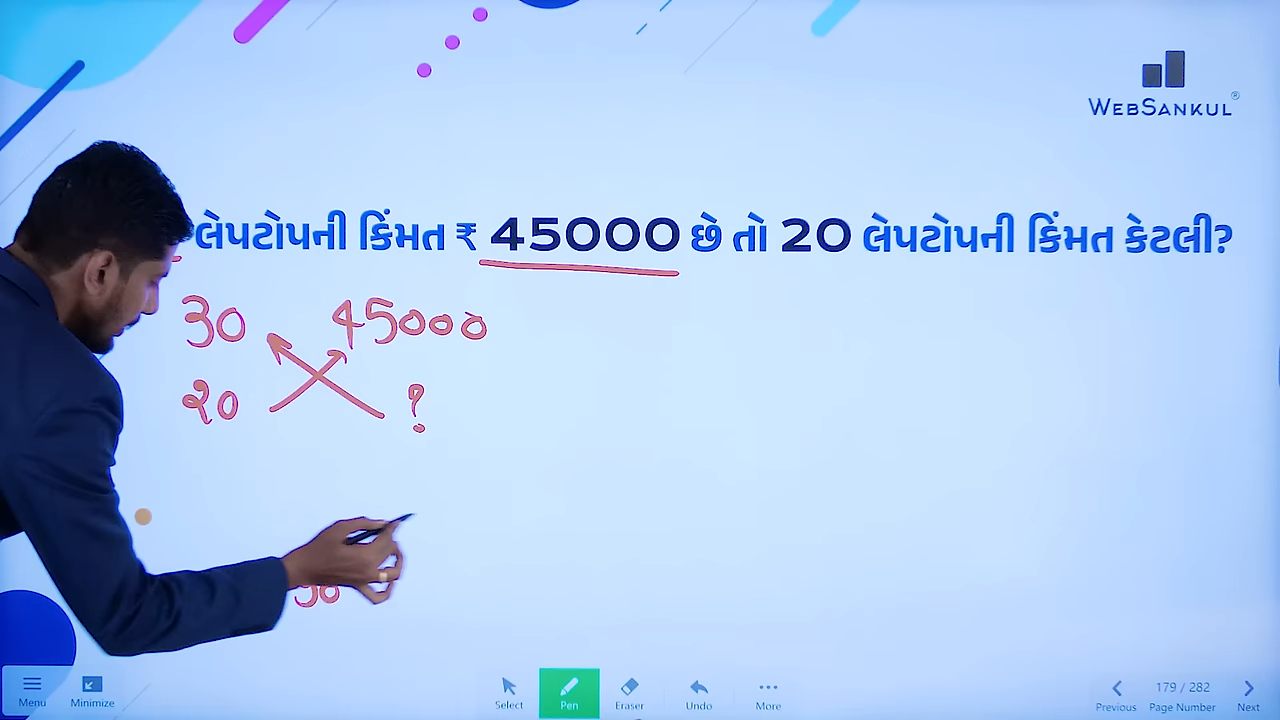 WEBSANKUL®
લેપટોપની કિંમત ₹ 45000 છે તો 20 લેપટોપની કિંમત કેટલી?
30 45000
૨0 ?
30
Menu
Minimize
Select
Pen
Eraser
Undo
More
Previous
179 / 282
Page Number
Next